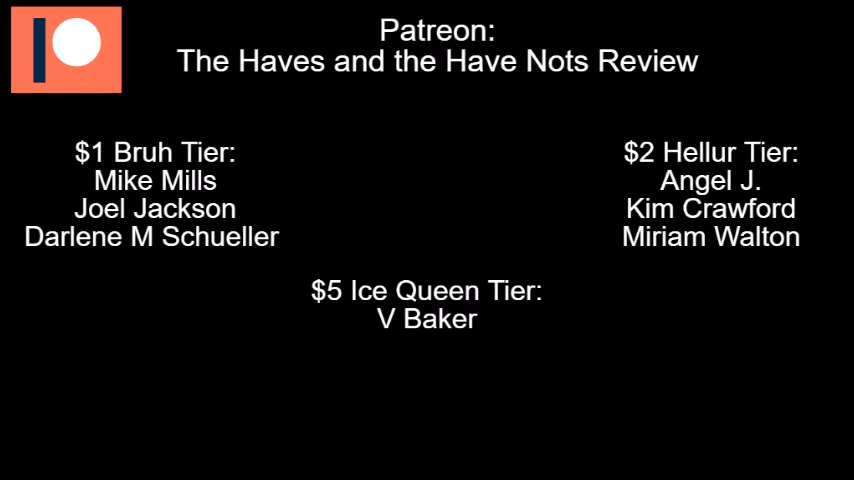 Patreon:
The Haves and the Have Nots Review
$1 Bruh Tier:
Mike Mills
Joel Jackson
Darlene M Schueller
$2 Hellur Tier:
Angel J.
Kim Crawford
Miriam Walton
$5 Ice Queen Tier:
V Baker